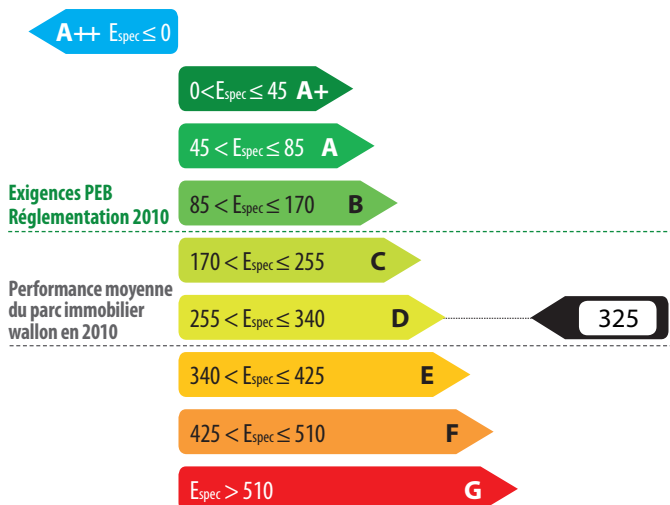 A++ Espec ≤ 0
0 < Espec ≤ 45 A+
45 < Espec ≤ 85 A
Exigences PEB
Réglementation 2010
85 < Espec ≤ 170 B
170 < Espec ≤ 255 C
Performance moyenne
du parc immobilier
wallon en 2010
255 < Espec ≤ 340 D
325
340 < Espec ≤ 425 E
425 < Espec ≤ 510 F
Espec > 510 G